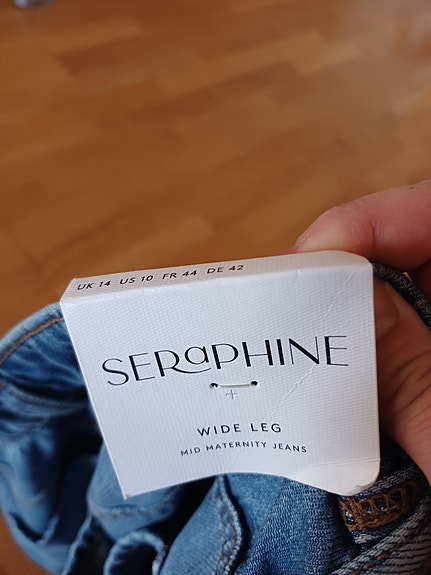 UK 14 US 10 FR 44 DE 42
SERaPHINE
WIDE LEG
MID MATERNITY JEANS